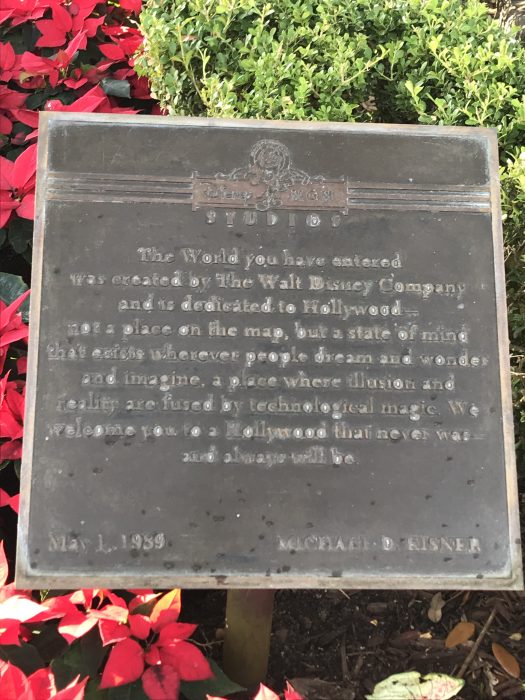 Disney MGM
STUDIOS
The World you have entered
was created by The Walt Disney Company
and is dedicated to Hollywood—
not a place on the map, but a state of mind
that exists wherever people dream and wonder
and imagine, a place where illusion and
reality are fused by technological magic. We
welcome you to a Hollywood that never was—
and always will be.
May 1, 1989 MICHAEL D. EISNER